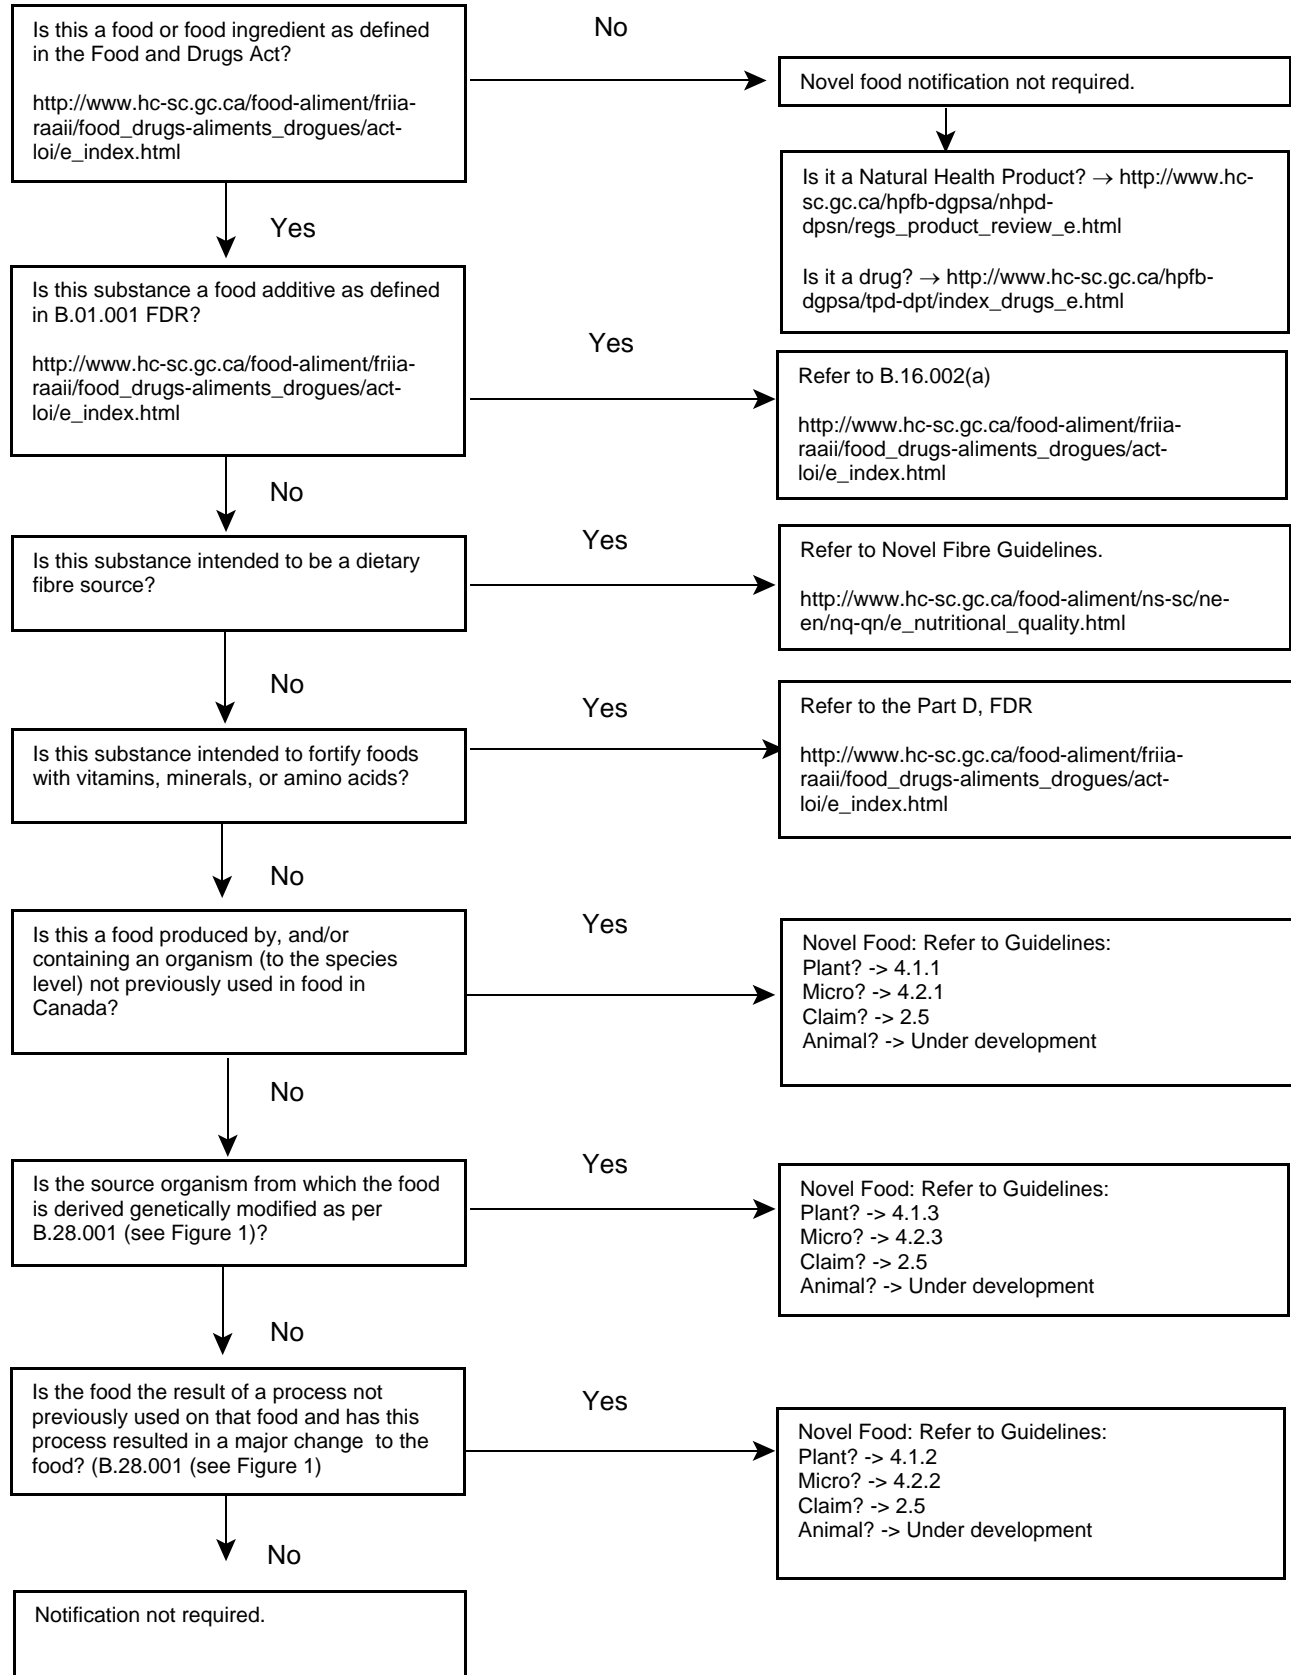 Is this a food or food ingredient as defined
in the Food and Drugs Act?
http://www.hc-sc.gc.ca/food-aliment/friia-
raaii/food_drugs-aliments_drogues/act-
loi/e_index.html
No
Novel food notification not required.
Is it a Natural Health Product? → http://www.hc-
sc.gc.ca/hpfb-dgpsa/nhpd-
dpsn/regs_product_review_e.html
Is it a drug? → http://www.hc-sc.gc.ca/hpfb-
dgpsa/tpd-dpt/index_drugs_e.html
Yes
Is this substance a food additive as defined
in B.01.001 FDR?
http://www.hc-sc.gc.ca/food-aliment/friia-
raaii/food_drugs-aliments_drogues/act-
loi/e_index.html
Yes
Refer to B.16.002(a)
http://www.hc-sc.gc.ca/food-aliment/friia-
raaii/food_drugs-aliments_drogues/act-
loi/e_index.html
No
Is this substance intended to be a dietary
fibre source?
Yes
Refer to Novel Fibre Guidelines.
http://www.hc-sc.gc.ca/food-aliment/ns-sc/ne-
en/nq-qn/e_nutritional_quality.html
No
Is this substance intended to fortify foods
with vitamins, minerals, or amino acids?
Yes
Refer to the Part D, FDR
http://www.hc-sc.gc.ca/food-aliment/friia-
raaii/food_drugs-aliments_drogues/act-
loi/e_index.html
No
Is this a food produced by, and/or
containing an organism (to the species
level) not previously used in food in
Canada?
Yes
Novel Food: Refer to Guidelines:
Plant? -> 4.1.1
Micro? -> 4.2.1
Claim? -> 2.5
Animal? -> Under development
No
Is the source organism from which the food
is derived genetically modified as per
B.28.001 (see Figure 1)?
Yes
Novel Food: Refer to Guidelines:
Plant? -> 4.1.3
Micro? -> 4.2.3
Claim? -> 2.5
Animal? -> Under development
No
Is the food the result of a process not
previously used on that food and has this
process resulted in a major change  to the
food? (B.28.001 (see Figure 1)
Yes
Novel Food: Refer to Guidelines:
Plant? -> 4.1.2
Micro? -> 4.2.2
Claim? -> 2.5
Animal? -> Under development
No
Notification not required.